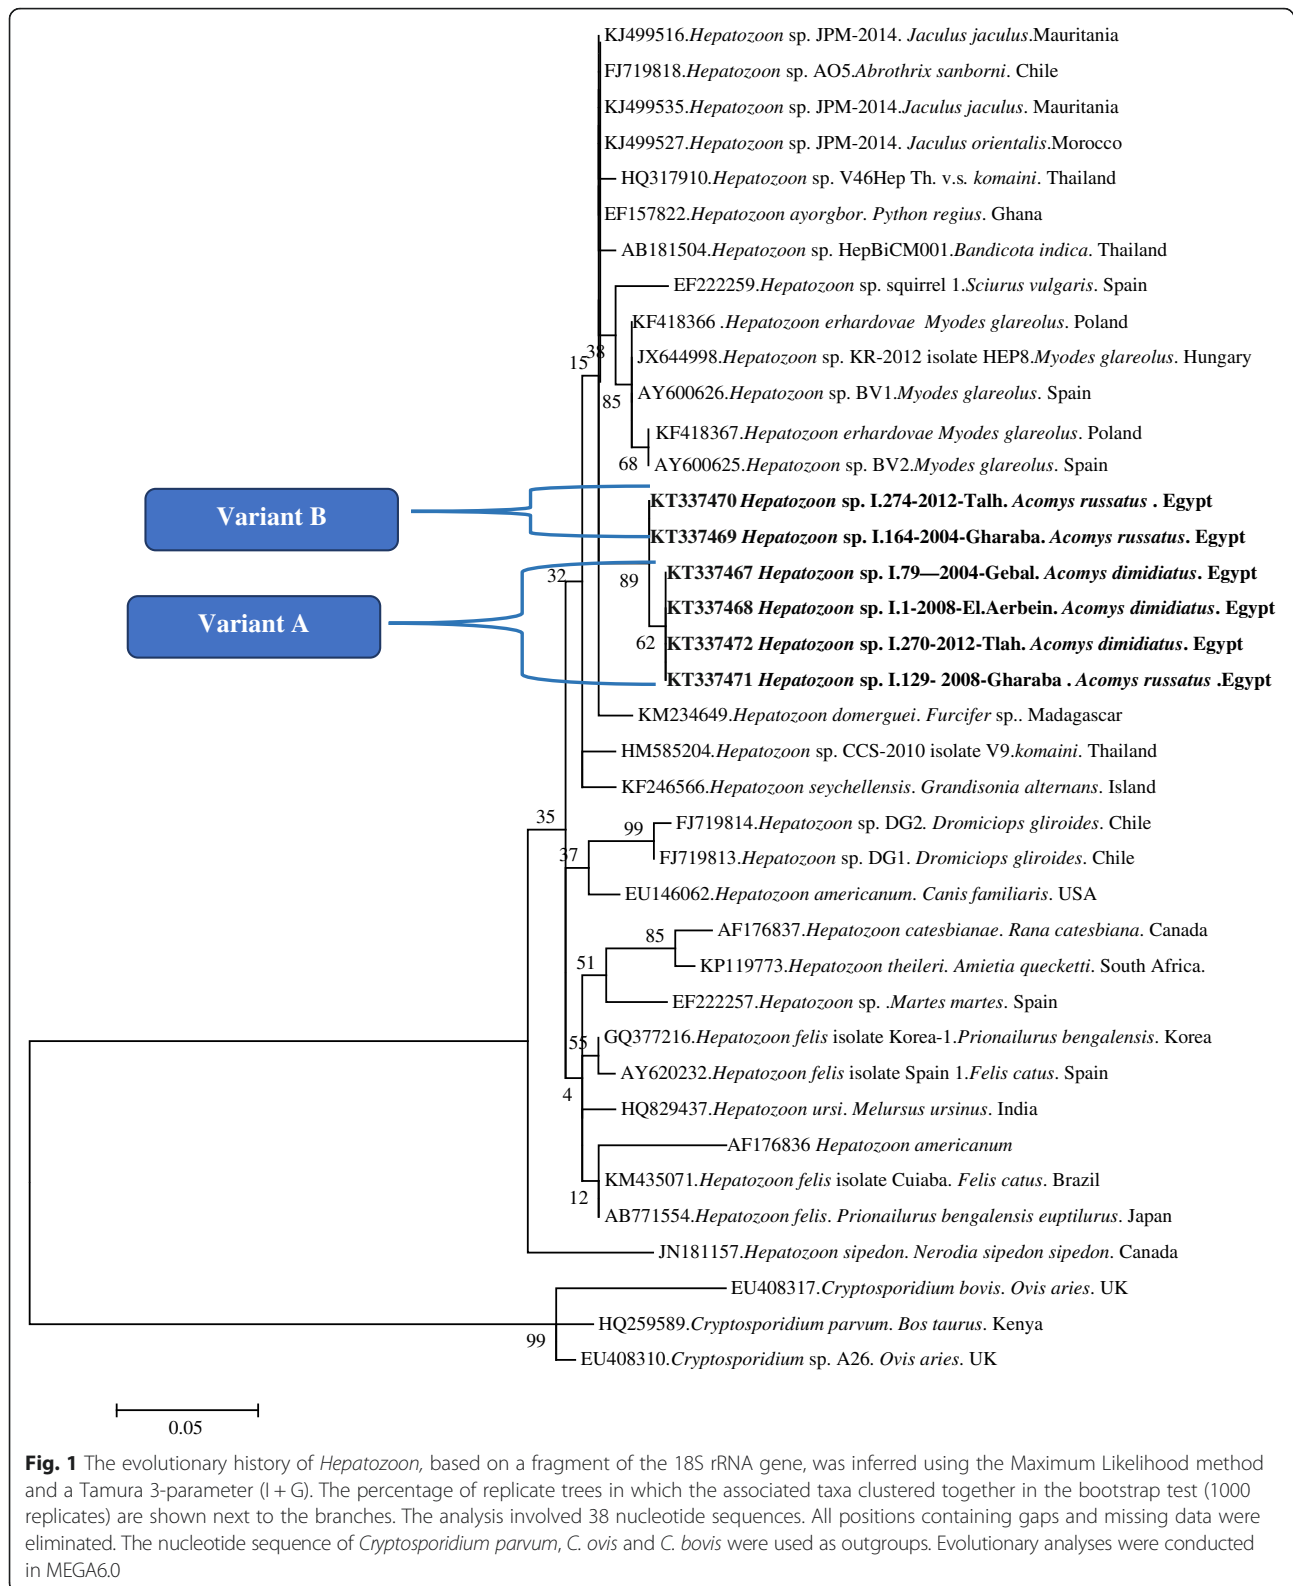 KJ499516.Hepatozoon sp. JPM-2014. Jaculus jaculus.Mauritania
FJ719818.Hepatozoon sp. AO5.Abrothrix sanborni. Chile
KJ499535.Hepatozoon sp. JPM-2014.Jaculus jaculus. Mauritania
KJ499527.Hepatozoon sp. JPM-2014. Jaculus orientalis.Morocco
HQ317910.Hepatozoon sp. V46Hep Th. v.s. komaini. Thailand
EF157822.Hepatozoon ayorgbor. Python regius. Ghana
AB181504.Hepatozoon sp. HepBiCM001.Bandicota indica. Thailand
EF222259.Hepatozoon sp. squirrel 1.Sciurus vulgaris. Spain
KF418366 .Hepatozoon erhardovae Myodes glareolus. Poland
15
38
JX644998.Hepatozoon sp. KR-2012 isolate HEP8.Myodes glareolus. Hungary
85
AY600626.Hepatozoon sp. BV1.Myodes glareolus. Spain
KF418367.Hepatozoon erhardovae Myodes glareolus. Poland
68
AY600625.Hepatozoon sp. BV2.Myodes glareolus. Spain
Variant B
KT337470 Hepatozoon sp. I.274-2012-Talh. Acomys russatus . Egypt
KT337469 Hepatozoon sp. I.164-2004-Gharaba. Acomys russatus. Egypt
32
89
KT337467 Hepatozoon sp. I.79—2004-Gebal. Acomys dimidiatus. Egypt
Variant A
KT337468 Hepatozoon sp. I.1-2008-El.Aerbein. Acomys dimidiatus. Egypt
62
KT337472 Hepatozoon sp. I.270-2012-Tlah. Acomys dimidiatus. Egypt
KT337471 Hepatozoon sp. I.129- 2008-Gharaba . Acomys russatus .Egypt
KM234649.Hepatozoon domerguei. Furcifer sp.. Madagascar
HM585204.Hepatozoon sp. CCS-2010 isolate V9.komaini. Thailand
KF246566.Hepatozoon seychellensis. Grandisonia alternans. Island
35
99
FJ719814.Hepatozoon sp. DG2. Dromiciops gliroides. Chile
37
FJ719813.Hepatozoon sp. DG1. Dromiciops gliroides. Chile
EU146062.Hepatozoon americanum. Canis familiaris. USA
85
AF176837.Hepatozoon catesbianae. Rana catesbiana. Canada
51
KP119773.Hepatozoon theileri. Amietia quecketti. South Africa.
EF222257.Hepatozoon sp. .Martes martes. Spain
55
GQ377216.Hepatozoon felis isolate Korea-1.Prionailurus bengalensis. Korea
AY620232.Hepatozoon felis isolate Spain 1.Felis catus. Spain
4
HQ829437.Hepatozoon ursi. Melursus ursinus. India
AF176836 Hepatozoon americanum
KM435071.Hepatozoon felis isolate Cuiaba. Felis catus. Brazil
12
AB771554.Hepatozoon felis. Prionailurus bengalensis euptilurus. Japan
JN181157.Hepatozoon sipedon. Nerodia sipedon sipedon. Canada
EU408317.Cryptosporidium bovis. Ovis aries. UK
HQ259589.Cryptosporidium parvum. Bos taurus. Kenya
99
EU408310.Cryptosporidium sp. A26. Ovis aries. UK
0.05
Fig. 1 The evolutionary history of Hepatozoon, based on a fragment of the 18S rRNA gene, was inferred using the Maximum Likelihood method
and a Tamura 3-parameter (I + G). The percentage of replicate trees in which the associated taxa clustered together in the bootstrap test (1000
replicates) are shown next to the branches. The analysis involved 38 nucleotide sequences. All positions containing gaps and missing data were
eliminated. The nucleotide sequence of Cryptosporidium parvum, C. ovis and C. bovis were used as outgroups. Evolutionary analyses were conducted
in MEGA6.0